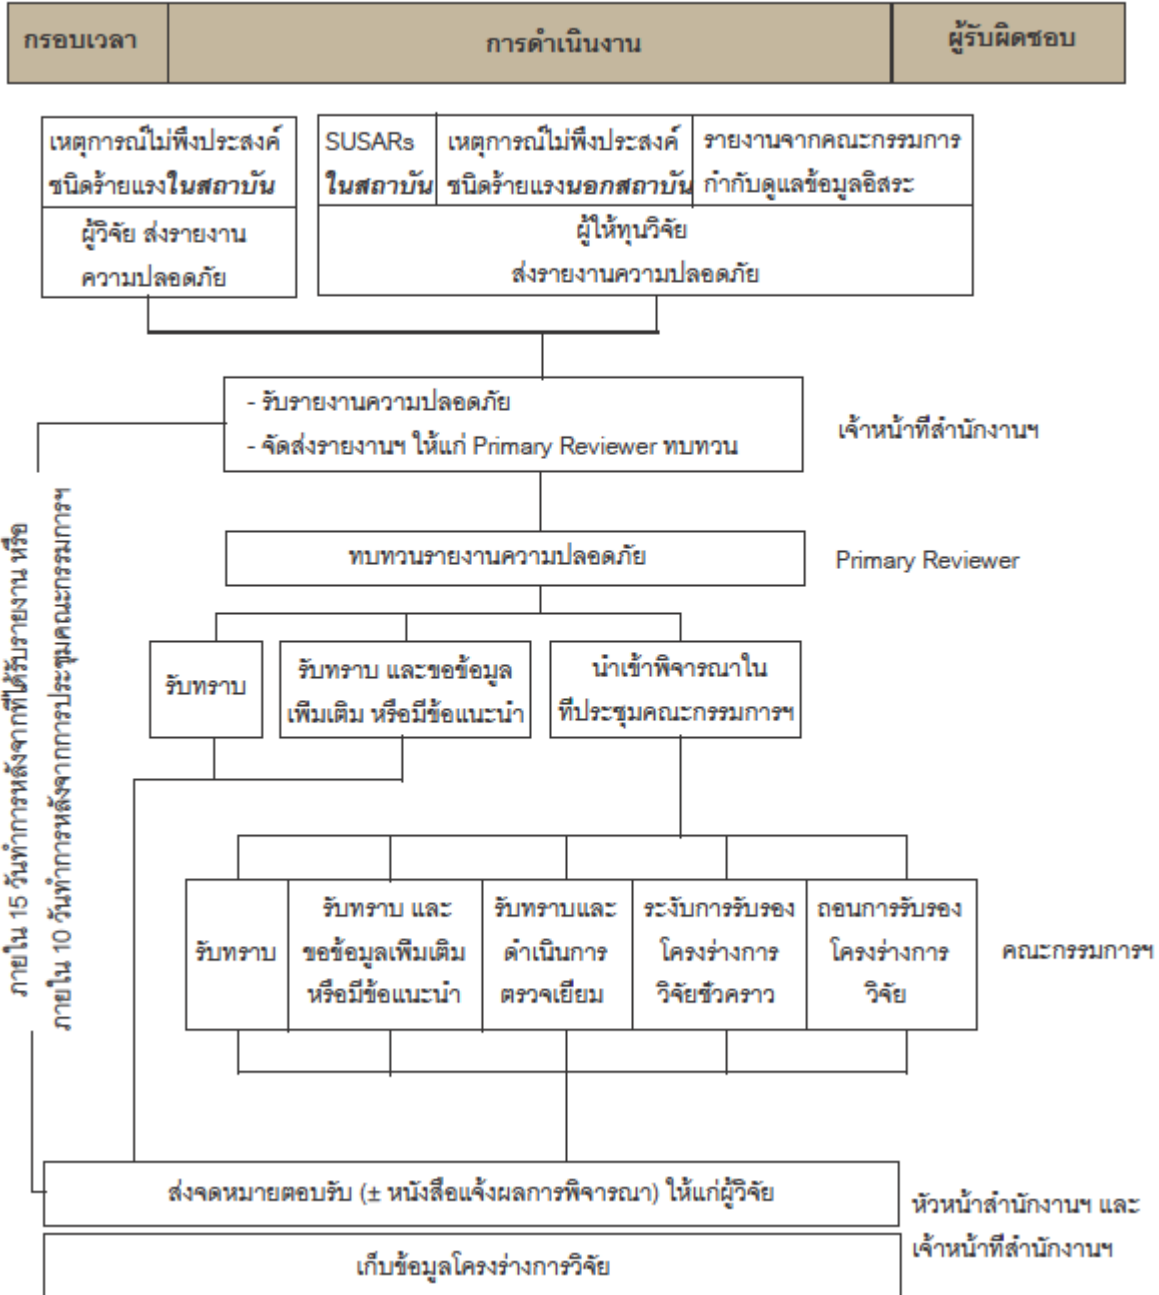 กรอบเวลา
การดำเนินงาน
ผู้รับผิดชอบ
เหตุการณ์ไม่พึงประสงค์
ชนิดร้ายแรงในสถาบัน
ผู้วิจัย ส่งรายงาน
ความปลอดภัย
SUSARs
ในสถาบัน
เหตุการณ์ไม่พึงประสงค์
ชนิดร้ายแรงนอกสถาบัน
รายงานจากคณะกรรมการ
กำกับดูแลข้อมูลอิสระ
ผู้ให้ทุนวิจัย
ส่งรายงานความปลอดภัย
- รับรายงานความปลอดภัย
- จัดส่งรายงานฯ ให้แก่ Primary Reviewer ทบทวน
เจ้าหน้าที่สำนักงานฯ
ทบทวนรายงานความปลอดภัย
Primary Reviewer
รับทราบ
รับทราบ และขอข้อมูล
เพิ่มเติม หรือมีข้อแนะนำ
นำเข้าพิจารณาใน
ที่ประชุมคณะกรรมการฯ
ภายใน 15 วันทำการหลังจากที่ได้รับรายงาน หรือ
ภายใน 10 วันทำการหลังจากการประชุมคณะกรรมการฯ
รับทราบ
รับทราบ และ
ขอข้อมูลเพิ่มเติม
หรือมีข้อแนะนำ
รับทราบและ
ดำเนินการ
ตรวจเยี่ยม
ระงับการรับรอง
โครงร่างการ
วิจัยชั่วคราว
ถอนการรับรอง
โครงร่างการ
วิจัย
คณะกรรมการฯ
ส่งจดหมายตอบรับ (± หนังสือแจ้งผลการพิจารณา) ให้แก่ผู้วิจัย
หัวหน้าสำนักงานฯ และ
เจ้าหน้าที่สำนักงานฯ
เก็บข้อมูลโครงร่างการวิจัย